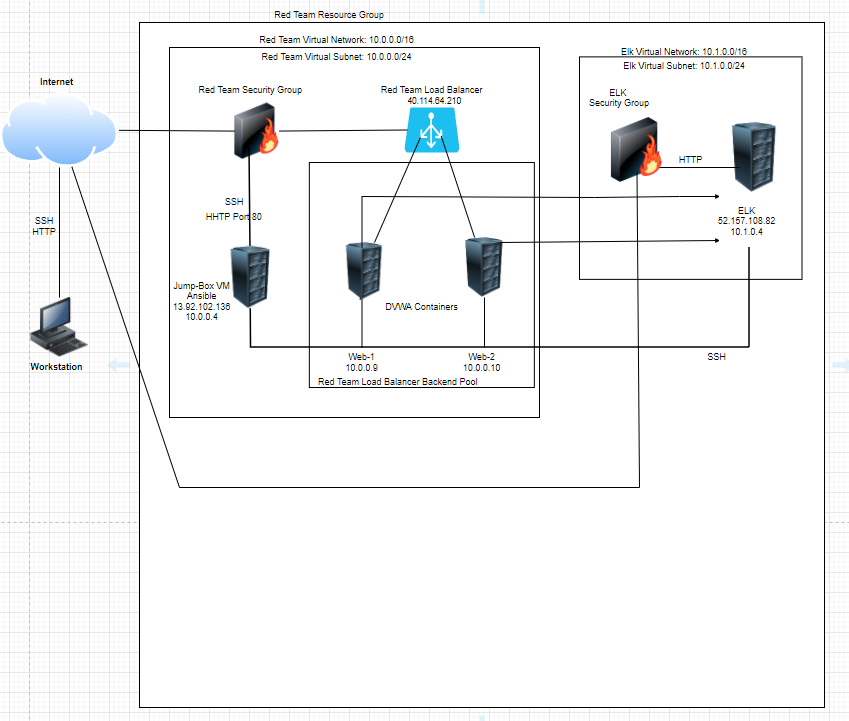 Red Team Resource Group
Red Team Virtual Network: 10.0.0.0/16
Red Team Virtual Subnet: 10.0.0.0/24
Elk Virtual Network: 10.1.0.0/16
Elk Virtual Subnet: 10.1.0.0/24
Internet
Red Team Security Group
Red Team Load Balancer
40.114.64.210
ELK
Security Group
HTTP
SSH
HHTP Port 80
ELK
52.157.108.82
10.1.0.4
SSH
HTTP
Jump-Box VM
Ansible
13.92.102.136
10.0.0.4
DVWA Containers
Workstation
Web-1
10.0.0.9
Web-2
10.0.0.10
SSH
Red Team Load Balancer Backend Pool